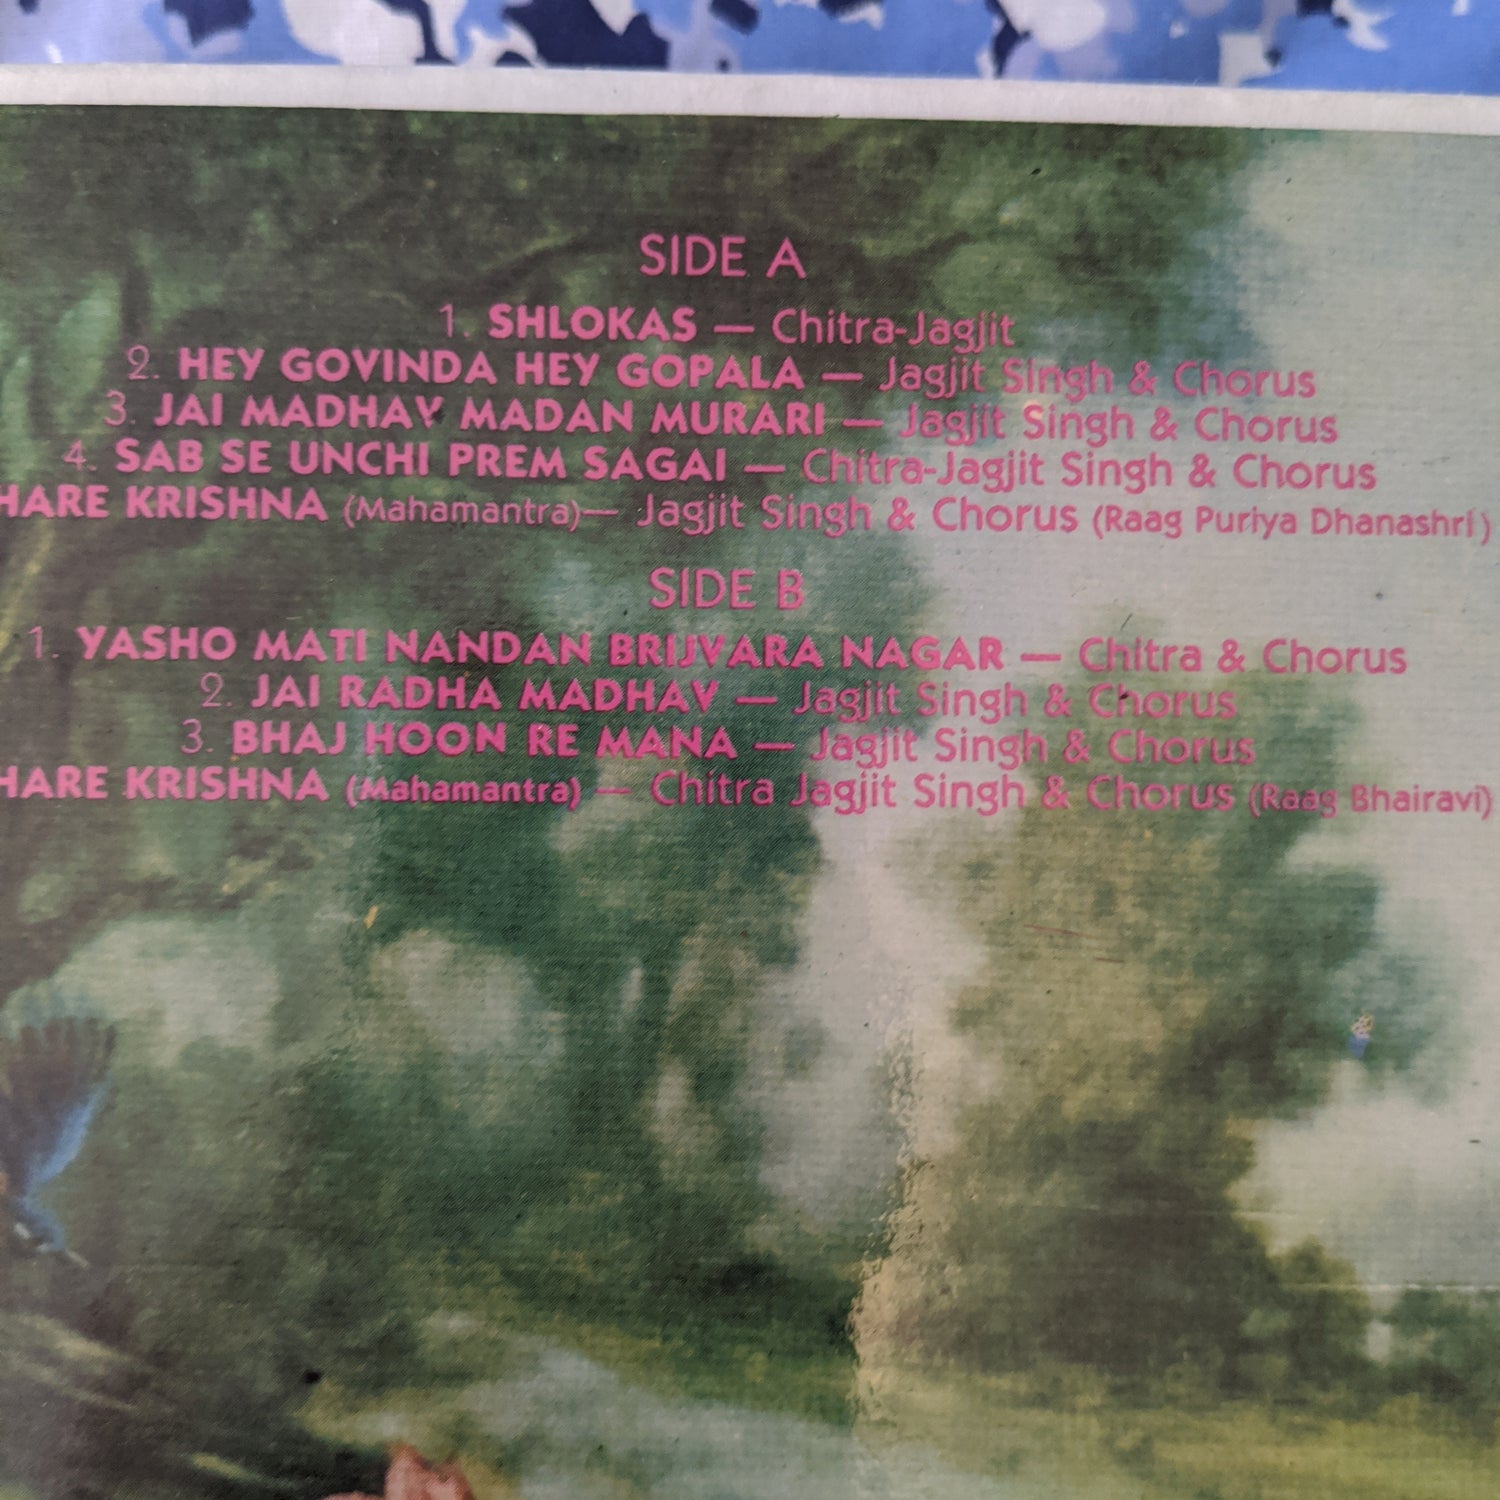 SIDE A
1. SHLOKAS — Chitra-Jagjit
2. HEY GOVINDA HEY GOPALA — Jagjit Singh & Chorus
3. JAI MADHAV MADAN MURARI — Jagjit Singh & Chorus
4. SAB SE UNCHI PREM SAGAI — Chitra-Jagjit Singh & Chorus
HARE KRISHNA (Mahamantra)— Jagjit Singh & Chorus (Raag Puriya Dhanashri)
SIDE B
1. YASHO MATI NANDAN BRIJVARA NAGAR — Chitra & Chorus
2. JAI RADHA MADHAV — Jagjit Singh & Chorus
3. BHAJ HOON RE MANA — Jagjit Singh & Chorus
HARE KRISHNA (Mahamantra) — Chitra Jagjit Singh & Chorus (Raag Bhairavi)